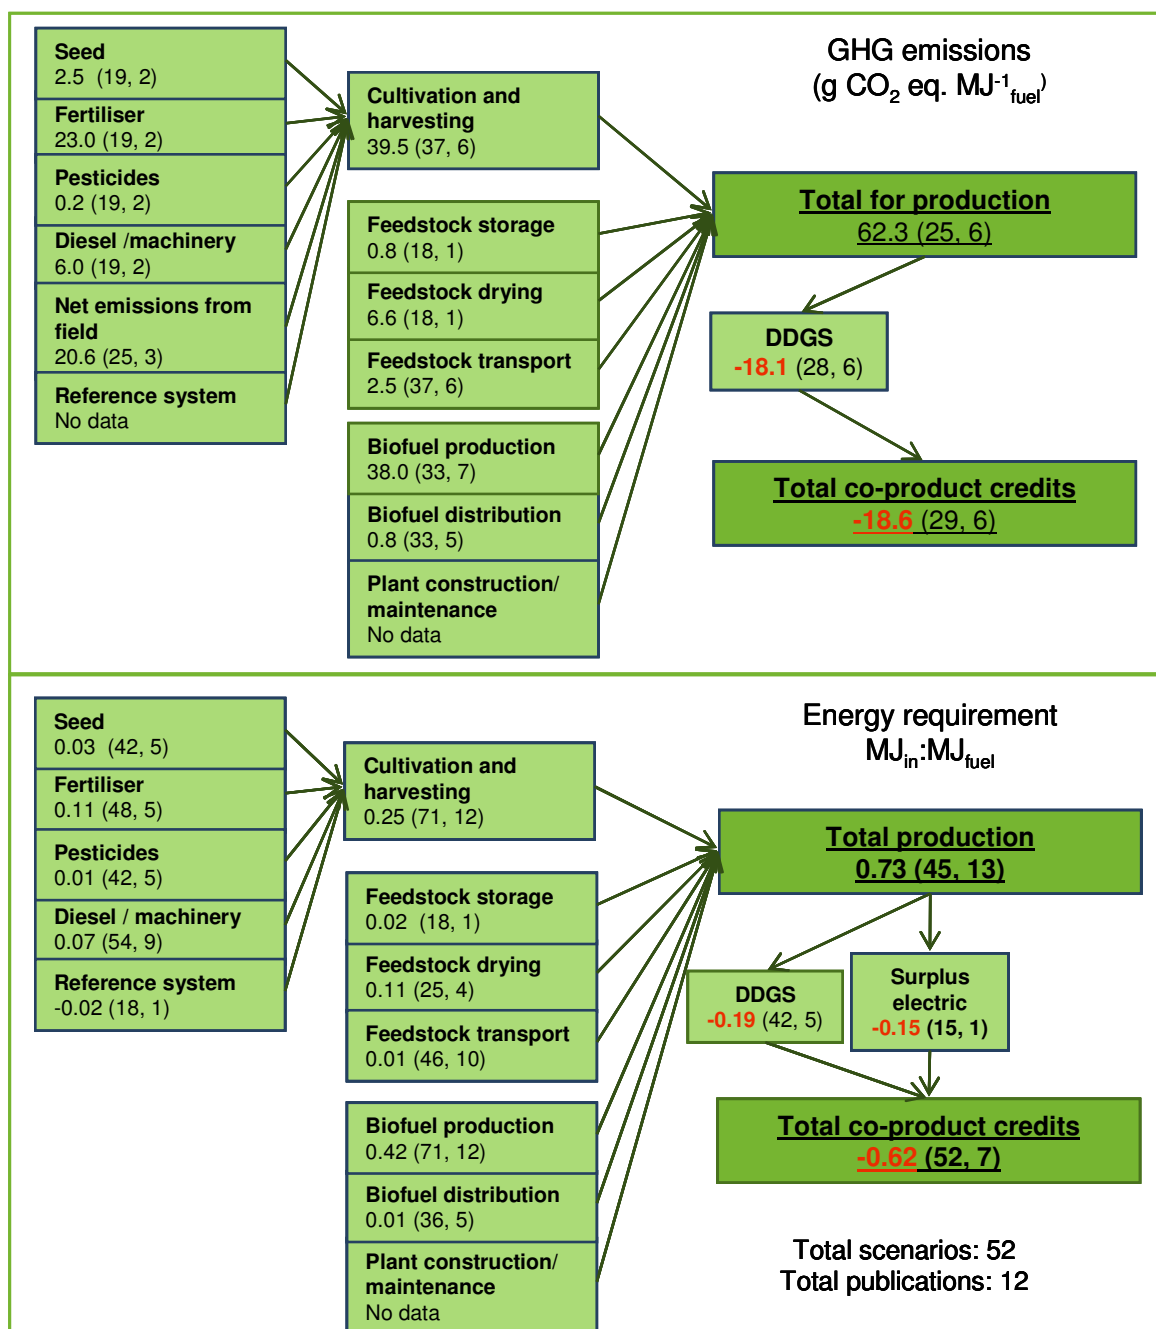 GHG emissions
(g CO₂ eq. MJ⁻¹fuel)
Seed
2.5 (19, 2)
Fertiliser
23.0 (19, 2)
Pesticides
0.2 (19, 2)
Diesel /machinery
6.0 (19, 2)
Net emissions from
field
20.6 (25, 3)
Reference system
No data
Cultivation and
harvesting
39.5 (37, 6)
Feedstock storage
0.8 (18, 1)
Feedstock drying
6.6 (18, 1)
Feedstock transport
2.5 (37, 6)
Biofuel production
38.0 (33, 7)
Biofuel distribution
0.8 (33, 5)
Plant construction/
maintenance
No data
Total for production
62.3 (25, 6)
DDGS
-18.1 (28, 6)
Total co-product credits
-18.6 (29, 6)
Energy requirement
MJin:MJfuel
Seed
0.03 (42, 5)
Fertiliser
0.11 (48, 5)
Pesticides
0.01 (42, 5)
Diesel / machinery
0.07 (54, 9)
Reference system
-0.02 (18, 1)
Cultivation and
harvesting
0.25 (71, 12)
Feedstock storage
0.02 (18, 1)
Feedstock drying
0.11 (25, 4)
Feedstock transport
0.01 (46, 10)
Biofuel production
0.42 (71, 12)
Biofuel distribution
0.01 (36, 5)
Plant construction/
maintenance
No data
Total production
0.73 (45, 13)
DDGS
-0.19 (42, 5)
Surplus
electric
-0.15 (15, 1)
Total co-product credits
-0.62 (52, 7)
Total scenarios: 52
Total publications: 12